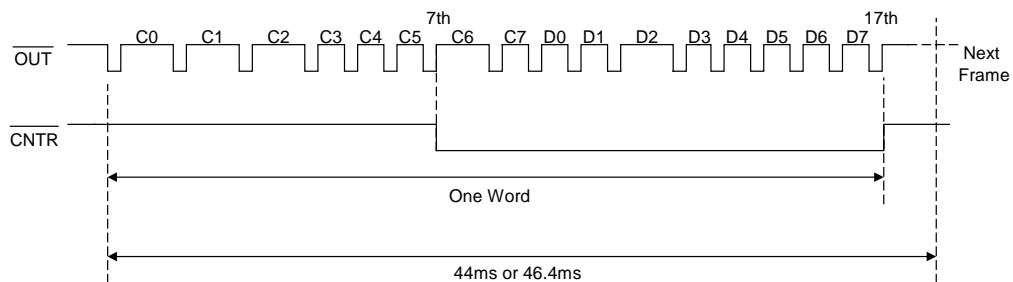 7th 17th
C0 C1 C2 C3 C4 C5 C6 C7 D0 D1 D2 D3 D4 D5 D6 D7
OUT
Next
Frame
CNTR
One Word
44ms or 46.4ms